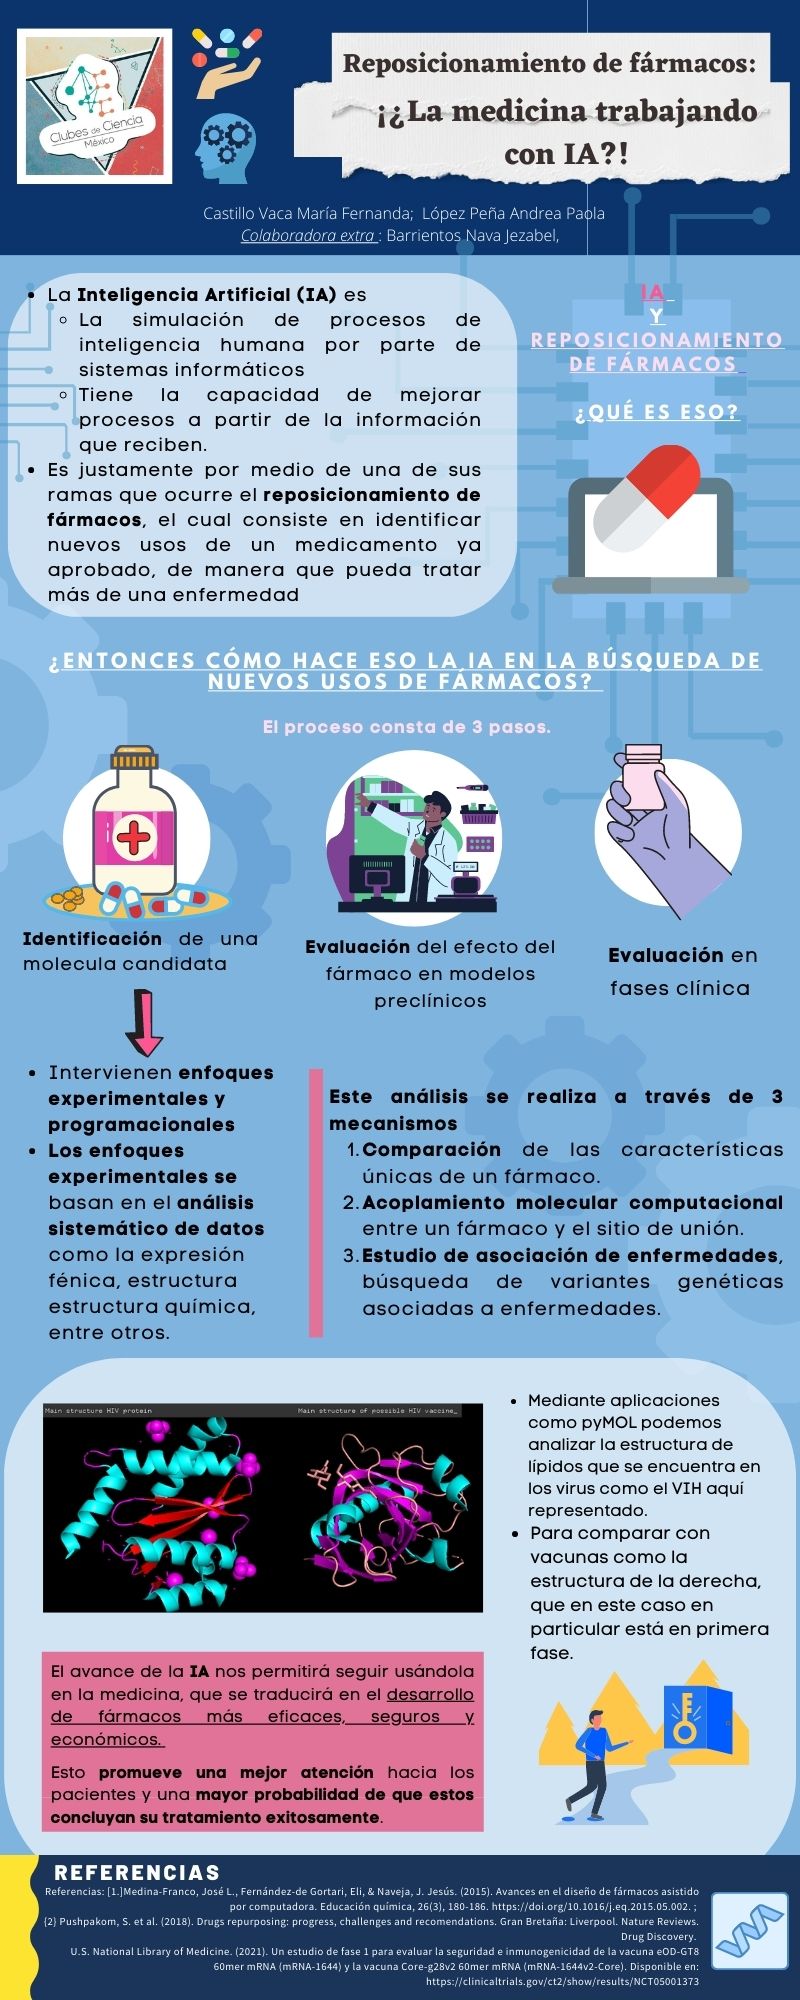 Reposicionamiento de fármacos:
¡¿La medicina trabajando
con IA?!
Clubes de Ciencia
México
Castillo Vaca María Fernanda; López Peña Andrea Paola
Colaboradora extra : Barrientos Nava Jezabel,
La Inteligencia Artificial (IA) es
La simulación de procesos de
inteligencia humana por parte de
sistemas informáticos
Tiene la capacidad de mejorar
procesos a partir de la información
que reciben.
Es justamente por medio de una de sus
ramas que ocurre el reposicionamiento de
fármacos, el cual consiste en identificar
nuevos usos de un medicamento ya
aprobado, de manera que pueda tratar
más de una enfermedad
IA
Y
REPOSICIONAMIENTO
DE FÁRMACOS
¿QUÉ ES ESO?
¿ENTONCES CÓMO HACE ESO LA IA EN LA BÚSQUEDA DE
NUEVOS USOS DE FÁRMACOS?
El proceso consta de 3 pasos.
Identificación de una
molecula candidata
Evaluación del efecto del
fármaco en modelos
preclínicos
Evaluación en
fases clínica
Intervienen enfoques
experimentales y
programacionales
Los enfoques
experimentales se
basan en el análisis
sistemático de datos
como la expresión
fénica, estructura
estructura química,
entre otros.
Este análisis se realiza a través de 3
mecanismos
1. Comparación de las características
únicas de un fármaco.
2. Acoplamiento molecular computacional
entre un fármaco y el sitio de unión.
3. Estudio de asociación de enfermedades,
búsqueda de variantes genéticas
asociadas a enfermedades.
Main structure HIV protein
Main structure of possible HIV vaccine_
Mediante aplicaciones
como pyMOL podemos
analizar la estructura de
lípidos que se encuentra en
los virus como el VIH aquí
representado.
Para comparar con
vacunas como la
estructura de la derecha,
que en este caso en
particular está en primera
fase.
El avance de la IA nos permitirá seguir usándola
en la medicina, que se traducirá en el desarrollo
de fármacos más eficaces, seguros y
económicos.
Esto promueve una mejor atención hacia los
pacientes y una mayor probabilidad de que estos
concluyan su tratamiento exitosamente.
REFERENCIAS
Referencias: [1.]Medina-Franco, José L., Fernández-de Gortari, Eli, & Naveja, J. Jesús. (2015). Avances en el diseño de fármacos asistido
por computadora. Educación química, 26(3), 180-186. https://doi.org/10.1016/j.eq.2015.05.002. ;
(2) Pushpakom, S. et al. (2018). Drugs repurposing: progress, challenges and recomendations. Gran Bretaña: Liverpool. Nature Reviews.
Drug Discovery.
U.S. National Library of Medicine. (2021). Un estudio de fase 1 para evaluar la seguridad e inmunogenicidad de la vacuna eOD-GT8
60mer mRNA (mRNA-1644) y la vacuna Core-g28v2 60mer mRNA (mRNA-1644v2-Core). Disponible en:
https://clinicaltrials.gov/ct2/show/results/NCT05001373